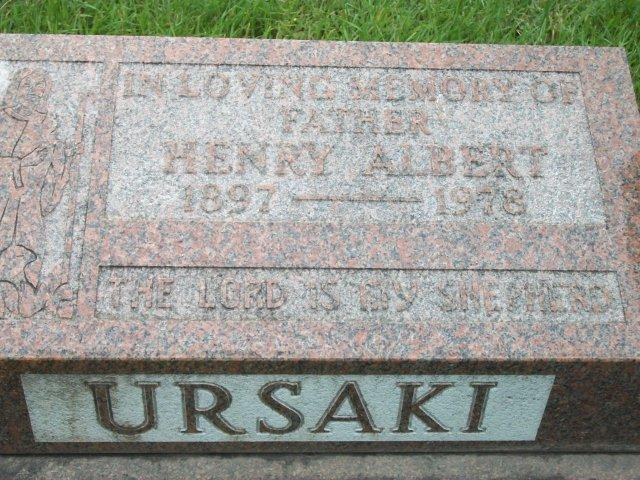 IN LOVING MEMORY OF
FATHER
HENRY ALBERT
1897 — 1978
THE LORD IS MY SHEPHERD
URSAKI